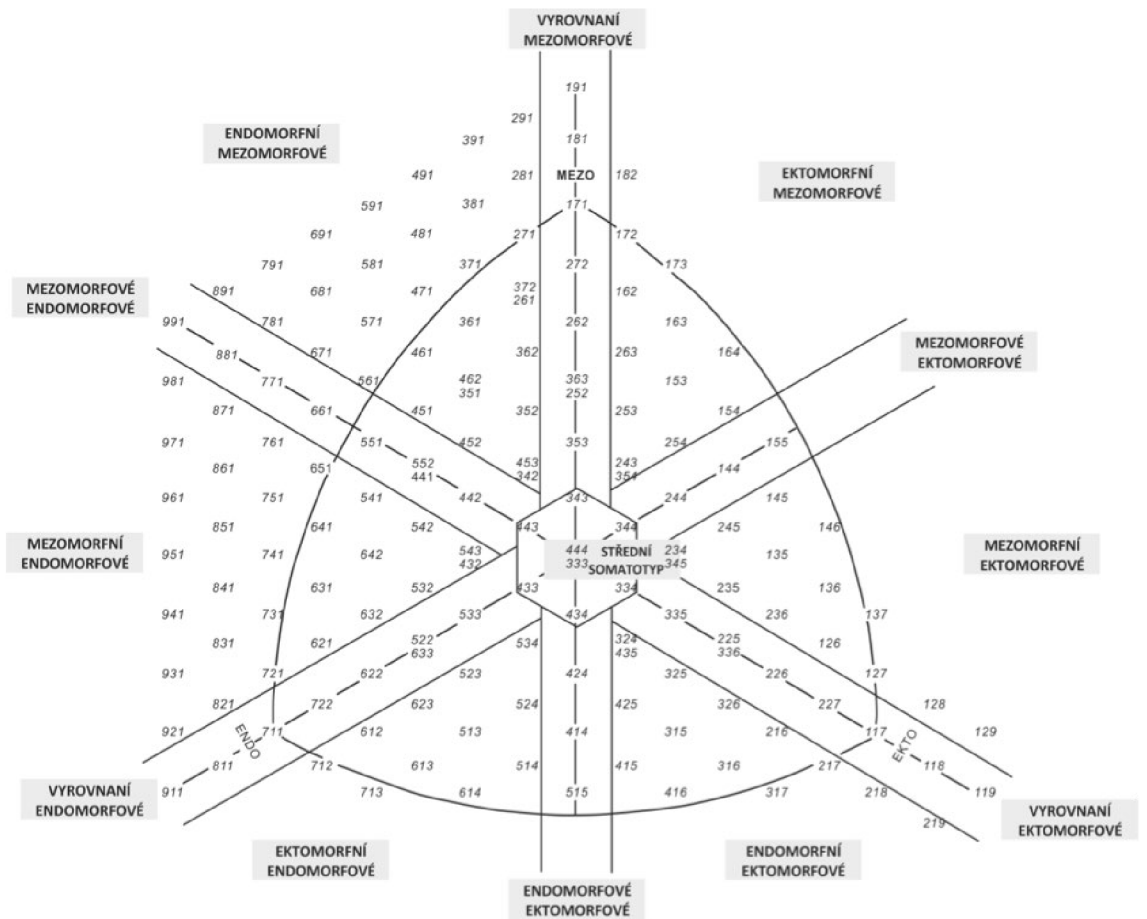 VYROVNANÍ
MEZOMORFOVÉ
191
291
ENDOMORFNÍ
MEZOMORFOVÉ
391 181
491 281 MEZO 182
EKTOMORFNÍ
MEZOMORFOVÉ
591 381 171
691 481 271 172
791 581 371 272 173
MEZOMORFOVÉ
ENDOMORFOVÉ
891 681 471 372 162
261
991 781 571 361 262 163
881 671 461 362 263 164
MEZOMORFOVÉ
EKTOMORFOVÉ
981 771 561 462 363 153
351 252
871 661 451 352 253 154
971 761 551 452 353 254 155
861 651 552 453 243 144
441 342 354
961 751 541 442 343 244 145
851 641 542 443 344 245 146
MEZOMORFNÍ
ENDOMORFOVÉ
951 741 642 543 444 STŘEDNÍ 234 135
432 333 SOMATOTYP 345
MEZOMORFNÍ
EKTOMORFOVÉ
841 631 532 433 334 235 136
941 731 632 533 434 335 236 137
831 621 522 534 324 225 126
633 435 336
931 721 622 523 424 325 226 127
821 722 623 524 425 326 227 128
921 ENDO 711 612 513 414 315 216 117 EKTO 129
811 712 613 514 415 316 217 118
911 713 614 515 416 317 218 119
VYROVNANÍ
ENDOMORFOVÉ
219
VYROVNANÍ
EKTOMORFOVÉ
EKTOMORFNÍ
ENDOMORFOVÉ
ENDOMORFNÍ
EKTOMORFOVÉ
ENDOMORFOVÉ
EKTOMORFOVÉ